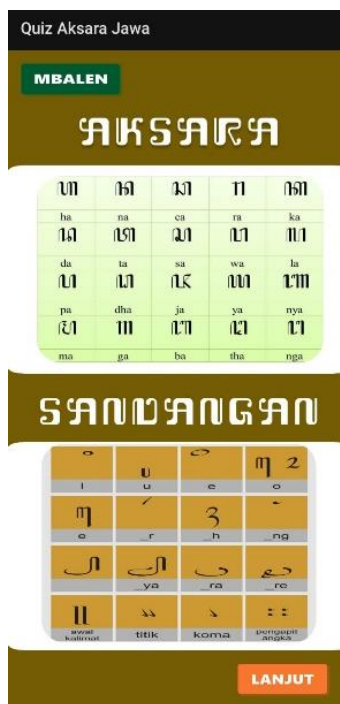 Quiz Aksara Jawa
MBALEN
AKSARA
ꦲ ꦤ ꦕ ꦫ ꦏ
ha na ca ra ka
ꦢ ꦠ ꦱ ꦮ ꦭ
da ta sa wa la
ꦥ ꦝ ꦗ ꦪ ꦚ
pa dha ja ya nya
ꦩ ꦒ ꦧ ꦛ ꦔ
ma ga ba tha nga
SANDANGAN
ꦶ ꦸ ꦼ ꦺꦴ
I u e o
ꦺ ꦂ ꦃ ꦁ
e _r _h _ng
꧀ ꦾ ꦿ ꦽ
_ya _ra _re
꧋ ꧉ ꧈ ꧇ ꧇
awal kalimat titik koma pengapit angka
LANJUT